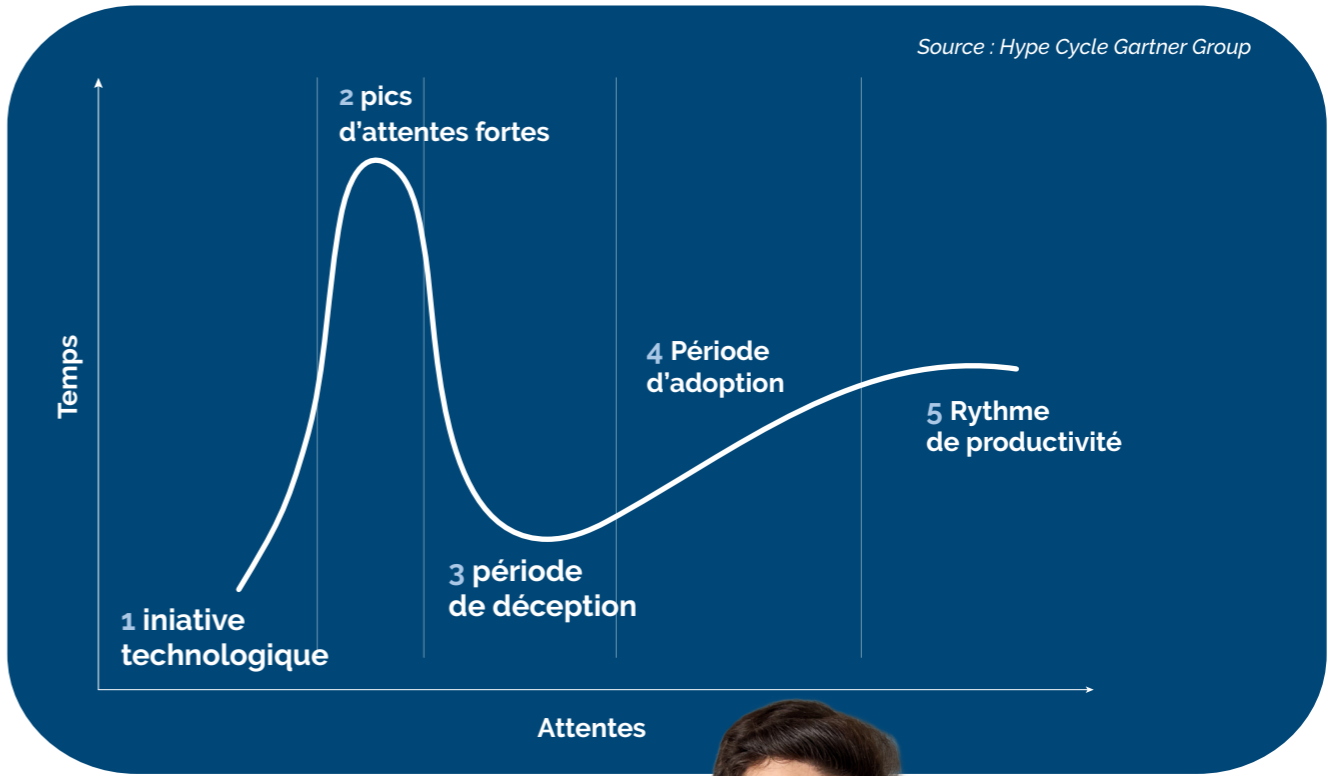 Source : Hype Cycle Gartner Group
2 pics
d'attentes fortes
Temps
4 Période
d'adoption
5 Rythme
de productivité
3 période
de déception
1 iniative
technologique
Attentes